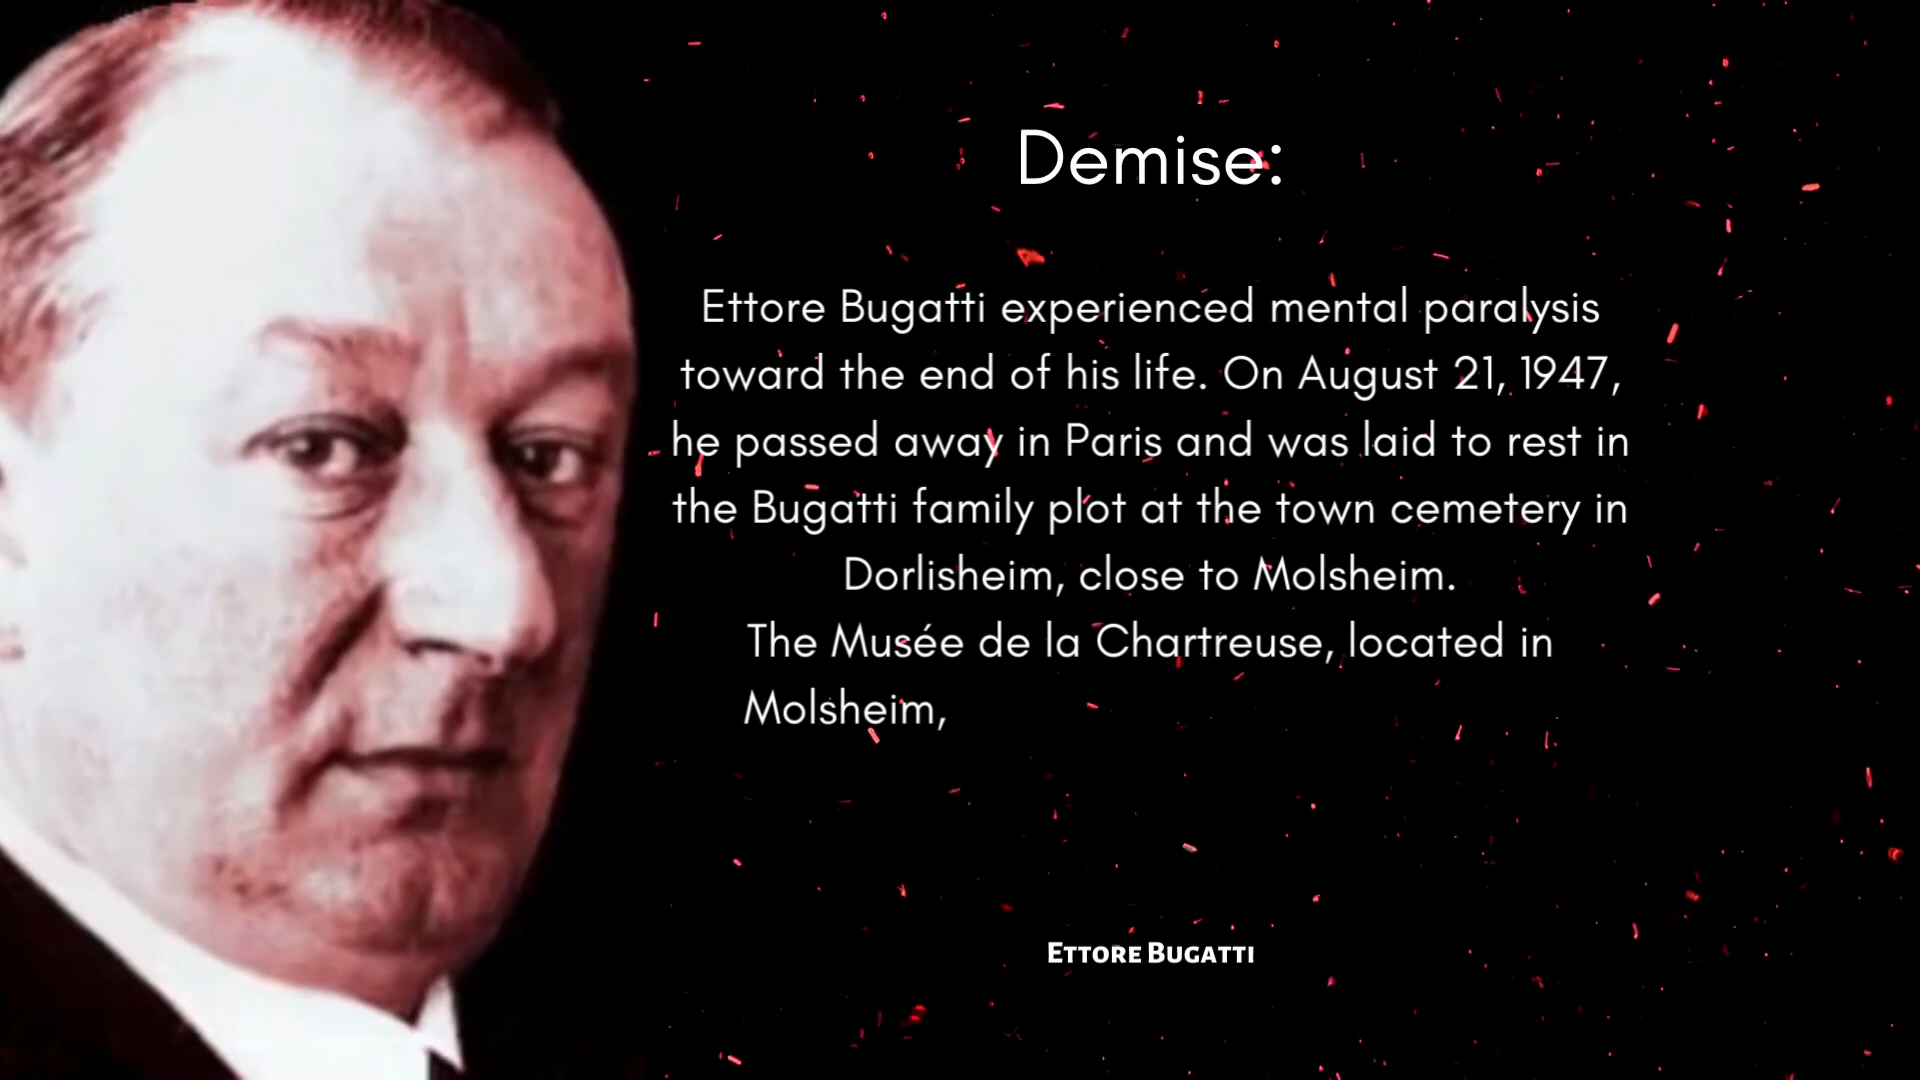 Demise:
Ettore Bugatti experienced mental paralysis
toward the end of his life. On August 21, 1947,
he passed away in Paris and was laid to rest in
the Bugatti family plot at the town cemetery in
Dorlisheim, close to Molsheim.
The Musée de la Chartreuse, located in
Molsheim,
Ettore Bugatti